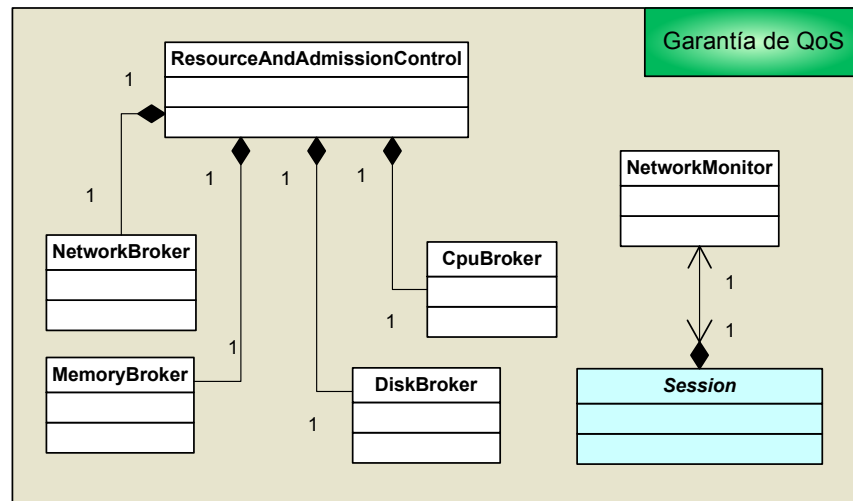 Garantía de QoS
ResourceAndAdmissionControl
1
1
1
1
1
NetworkMonitor
NetworkBroker
CpuBroker
1
1
1
1
MemoryBroker
DiskBroker
Session
1